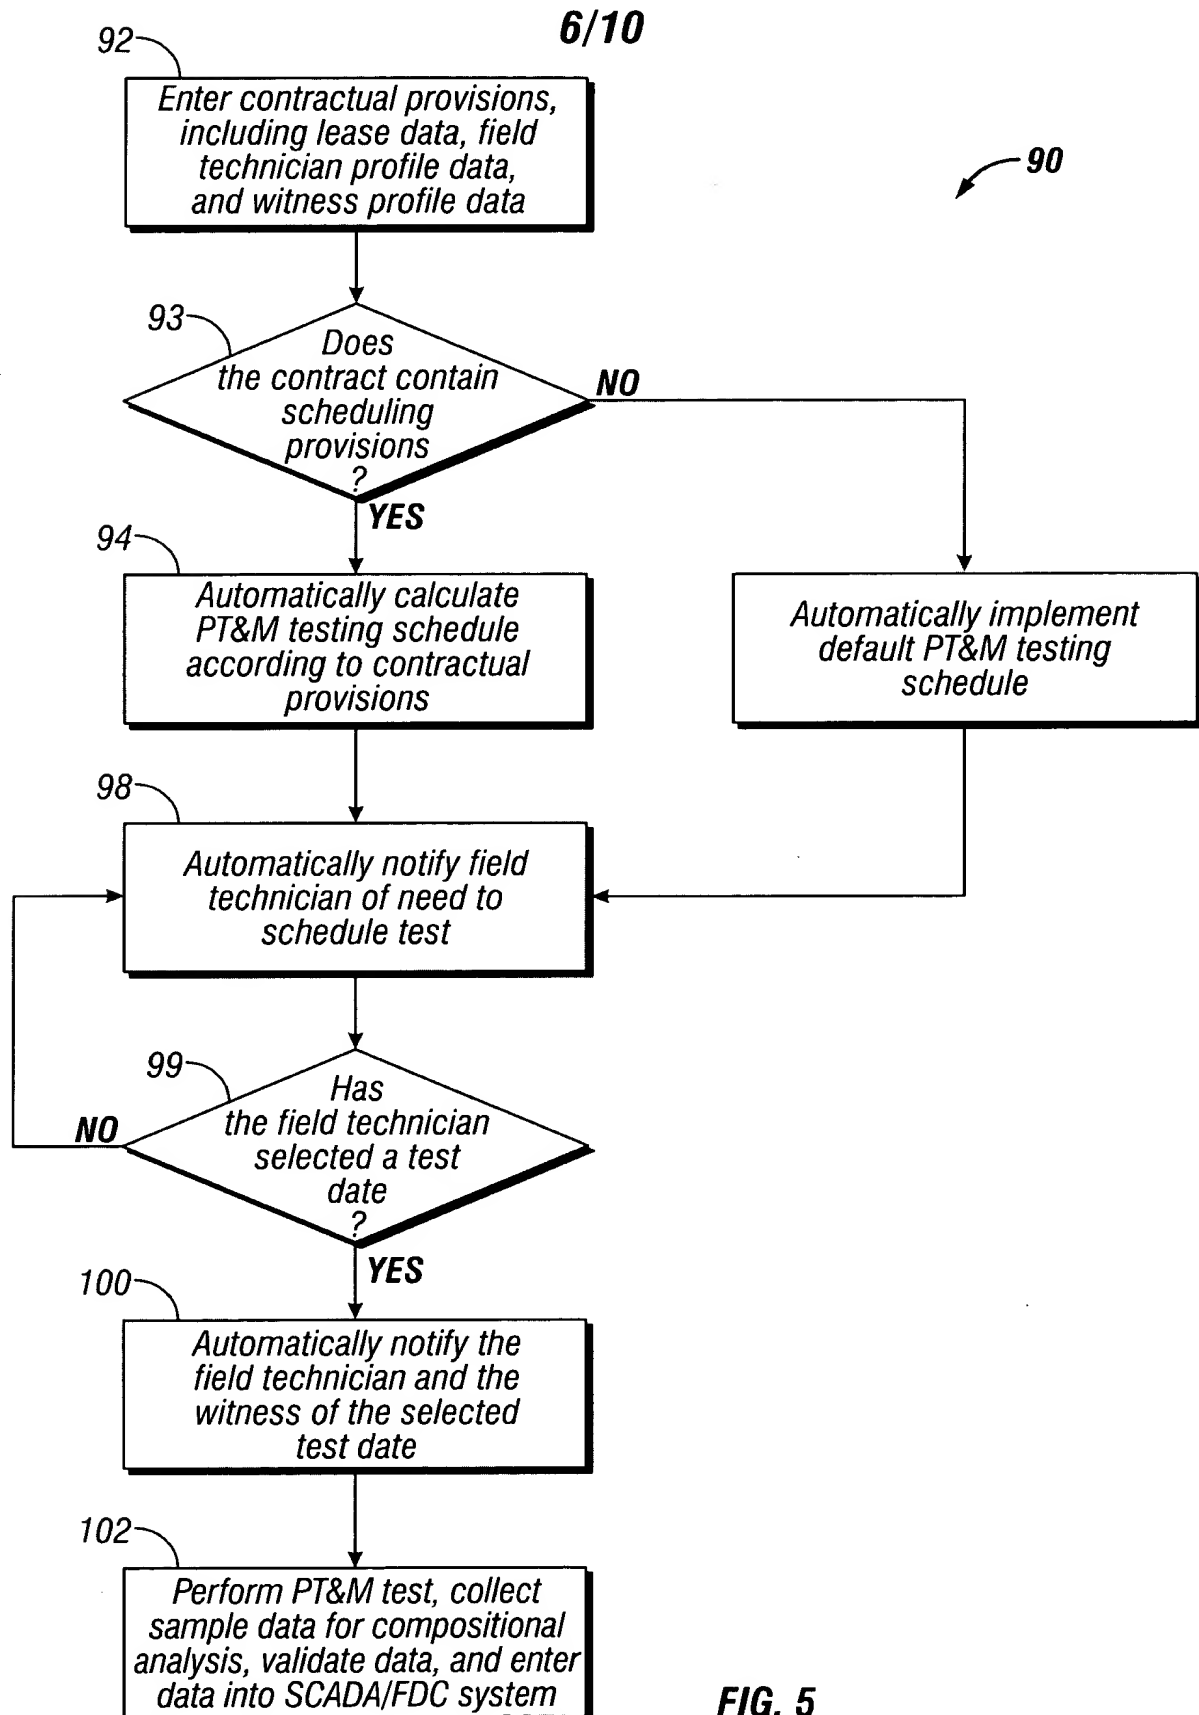 6/10
92
Enter contractual provisions,
including lease data, field
technician profile data,
and witness profile data
90
93
Does
the contract contain
scheduling
provisions
?
NO
YES
94
Automatically calculate
PT&M testing schedule
according to contractual
provisions
Automatically implement
default PT&M testing
schedule
98
Automatically notify field
technician of need to
schedule test
99
Has
the field technician
selected a test
date
?
NO
YES
100
Automatically notify the
field technician and the
witness of the selected
test date
102
Perform PT&M test, collect
sample data for compositional
analysis, validate data, and enter
data into SCADA/FDC system
FIG. 5